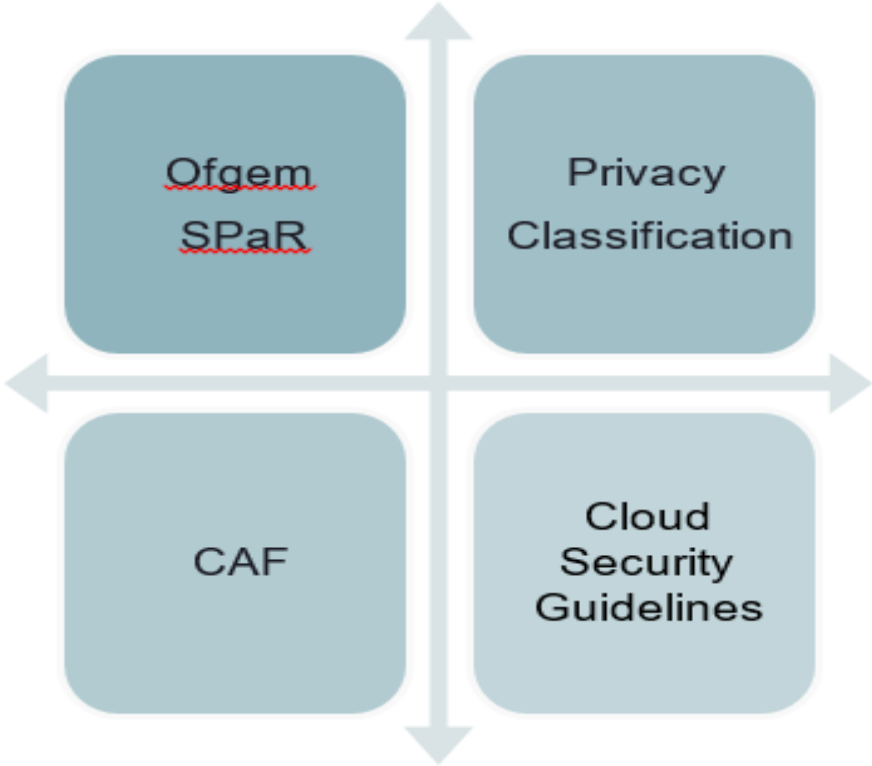 Ofgem
SPaR
Privacy
Classification
CAF
Cloud
Security
Guidelines